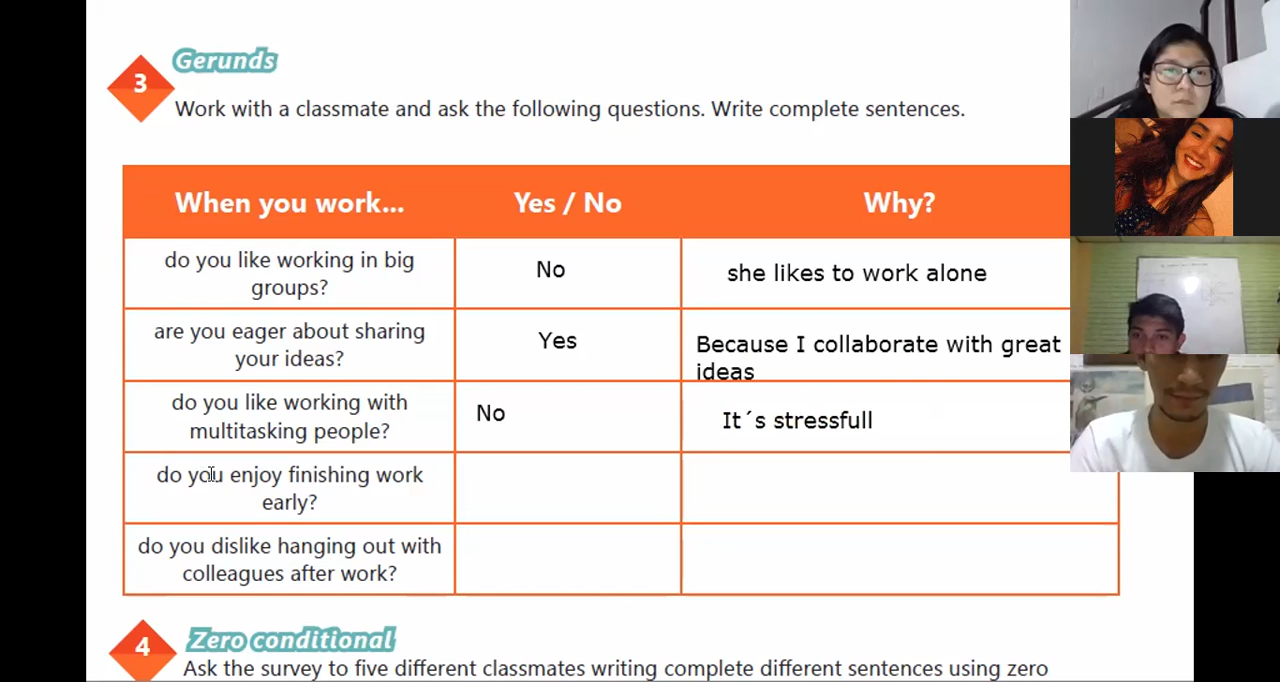 3
Gerunds
Work with a classmate and ask the following questions. Write complete sentences.
When you work... Yes / No Why?
do you like working in big
groups?
No
she likes to work alone
are you eager about sharing
your ideas?
Yes
Because I collaborate with great
ideas
do you like working with
multitasking people?
No
It´s stressfull
do you enjoy finishing work
early?
do you dislike hanging out with
colleagues after work?
4
Zero conditional
Ask the survey to five different classmates writing complete different sentences using zero